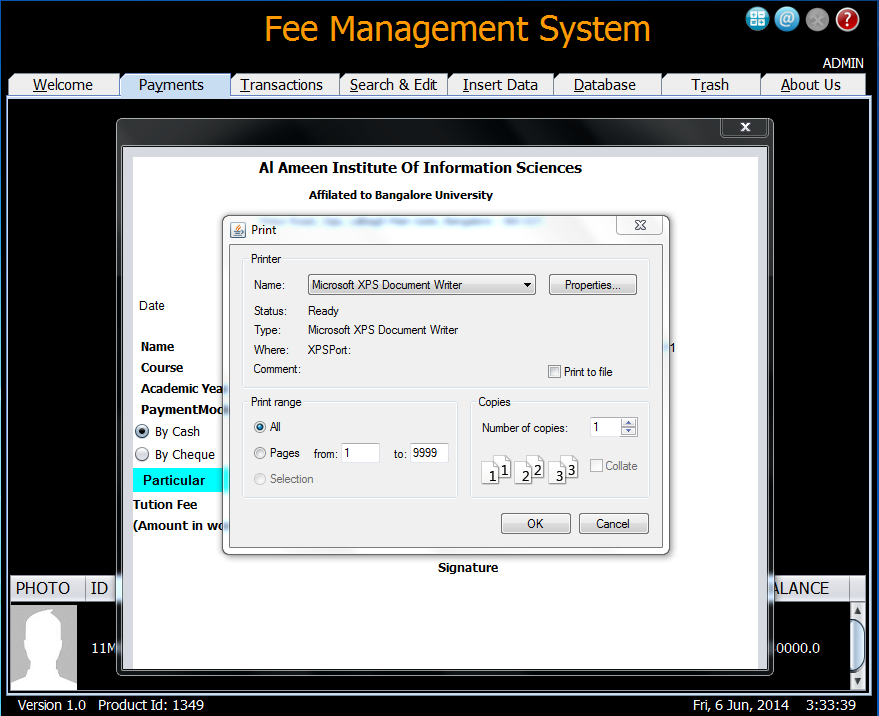 Fee Management System
ADMIN
Welcome Payments Transactions Search & Edit Insert Data Database Trash About Us
x
Al Ameen Institute Of Information Sciences
Affilated to Bangalore University
Print
Printer
Name: Microsoft XPS Document Writer Properties...
Status: Ready
Type: Microsoft XPS Document Writer
Where: XPSPort:
Comment:
Print to file
Print range
All
Pages from: 1 to: 9999
Selection
Copies
Number of copies: 1
1 1 2 2 3 3 Collate
OK Cancel
Date
Name 1
Course
Academic Yea
PaymentMod
By Cash
By Cheque
Particular
Tution Fee
(Amount in wo
Signature
PHOTO ID ALANCE
11M 0000.0
Version 1.0 Product Id: 1349 Fri, 6 Jun, 2014 3:33:39